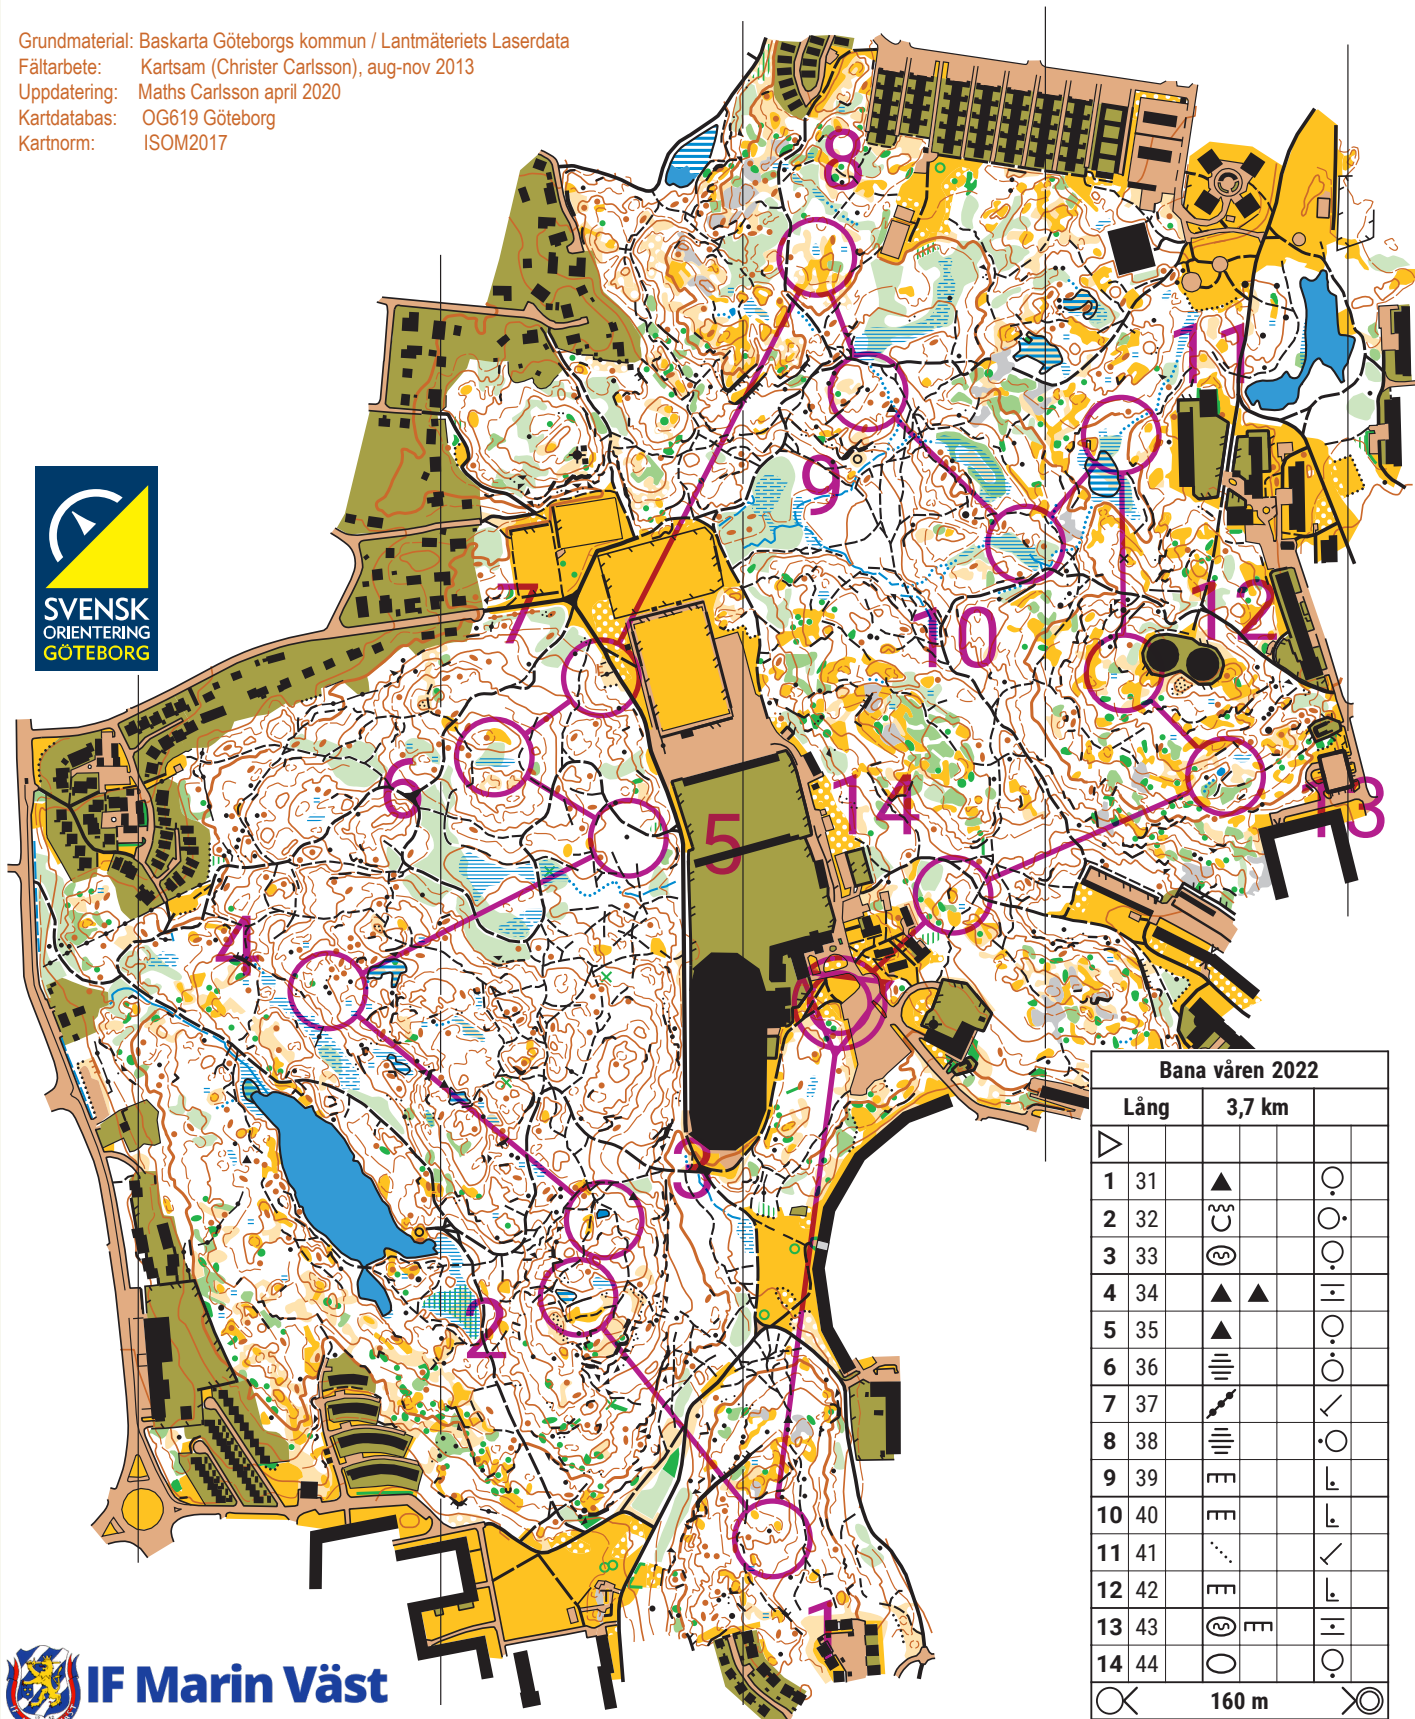 Grundmaterial: Baskarta Göteborgs kommun / Lantmäteriets Laserdata
Fältarbete: Kartsam (Christer Carlsson), aug-nov 2013
Uppdatering: Maths Carlsson april 2020
Kartdatabas: OG619 Göteborg
Kartnorm: ISOM2017
8
11
9
SVENSK
ORIENTERING
GÖTEBORG
7
12
10
6
14
13
5
4
3
2
1
Bana våren 2022
Lång 3,7 km
1 31
2 32
3 33
4 34
5 35
6 36
7 37
8 38
9 39
10 40
11 41
12 42
13 43
14 44
160 m
IF Marin Väst